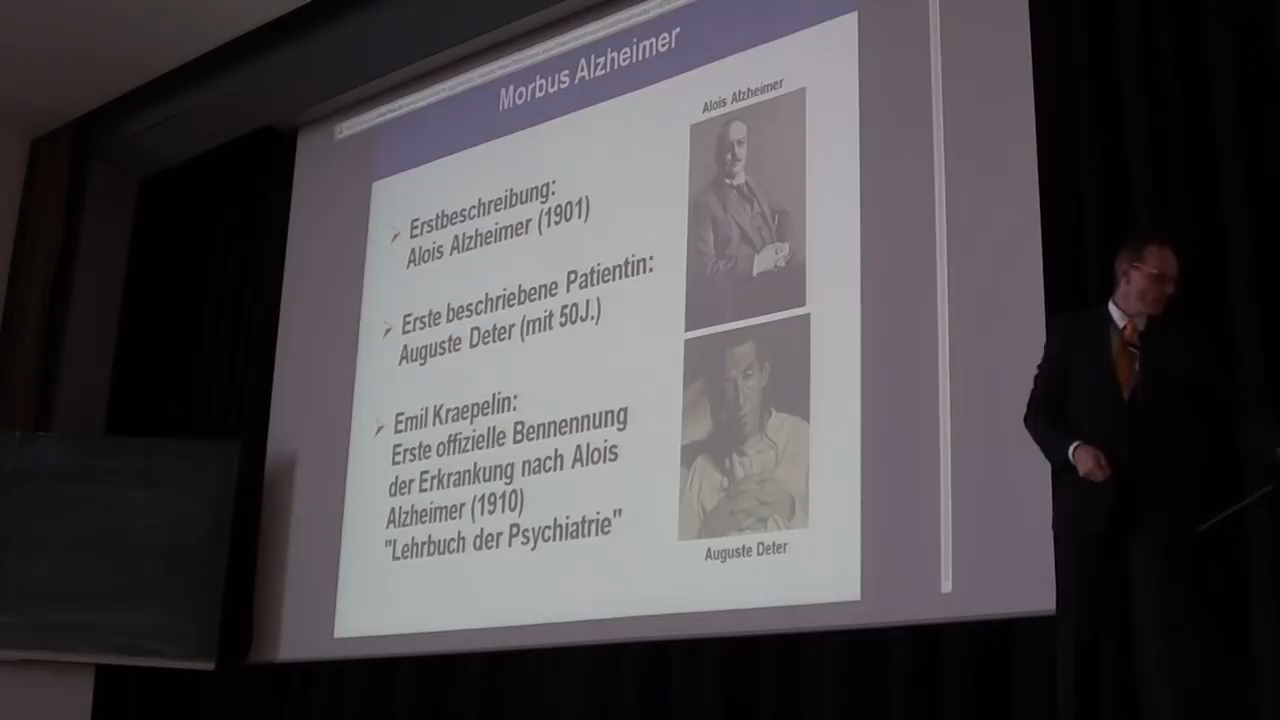 Morbus Alzheimer
Alois Alzheimer
Erstbeschreibung:
Alois Alzheimer (1901)
Erste beschriebene Patientin:
Auguste Deter (mit 50J.)
Emil Kraepelin:
Erste offizielle Bennennung
der Erkrankung nach Alois
Alzheimer (1910)
"Lehrbuch der Psychiatrie"
Auguste Deter